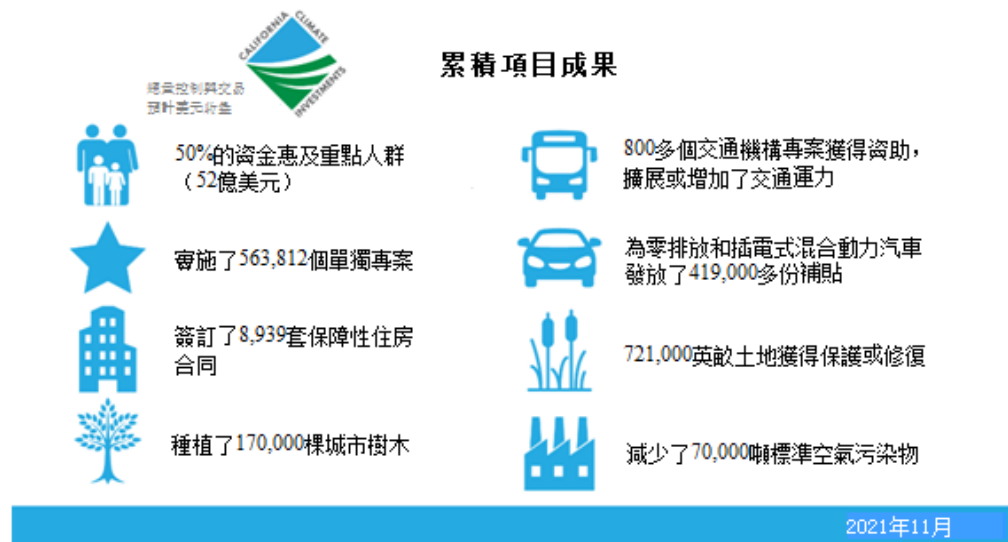 CALIFORNIA CLIMATE
INVESTMENTS
總量控制與交易
累積項目成果
50%的資金惠及重點人群
（52億美元）
實施了563,812個單獨專案
簽訂了8,939套保障性住房
合同
種植了170,000棵城市樹木
800多個交通機構專案獲得資助，
擴展或增加了交通運力
為零排放和插電式混合動力汽車
發放了419,000多份補貼
721,000英畝土地獲得保護或修復
減少了70,000噸標準空氣污染物
2021年11月